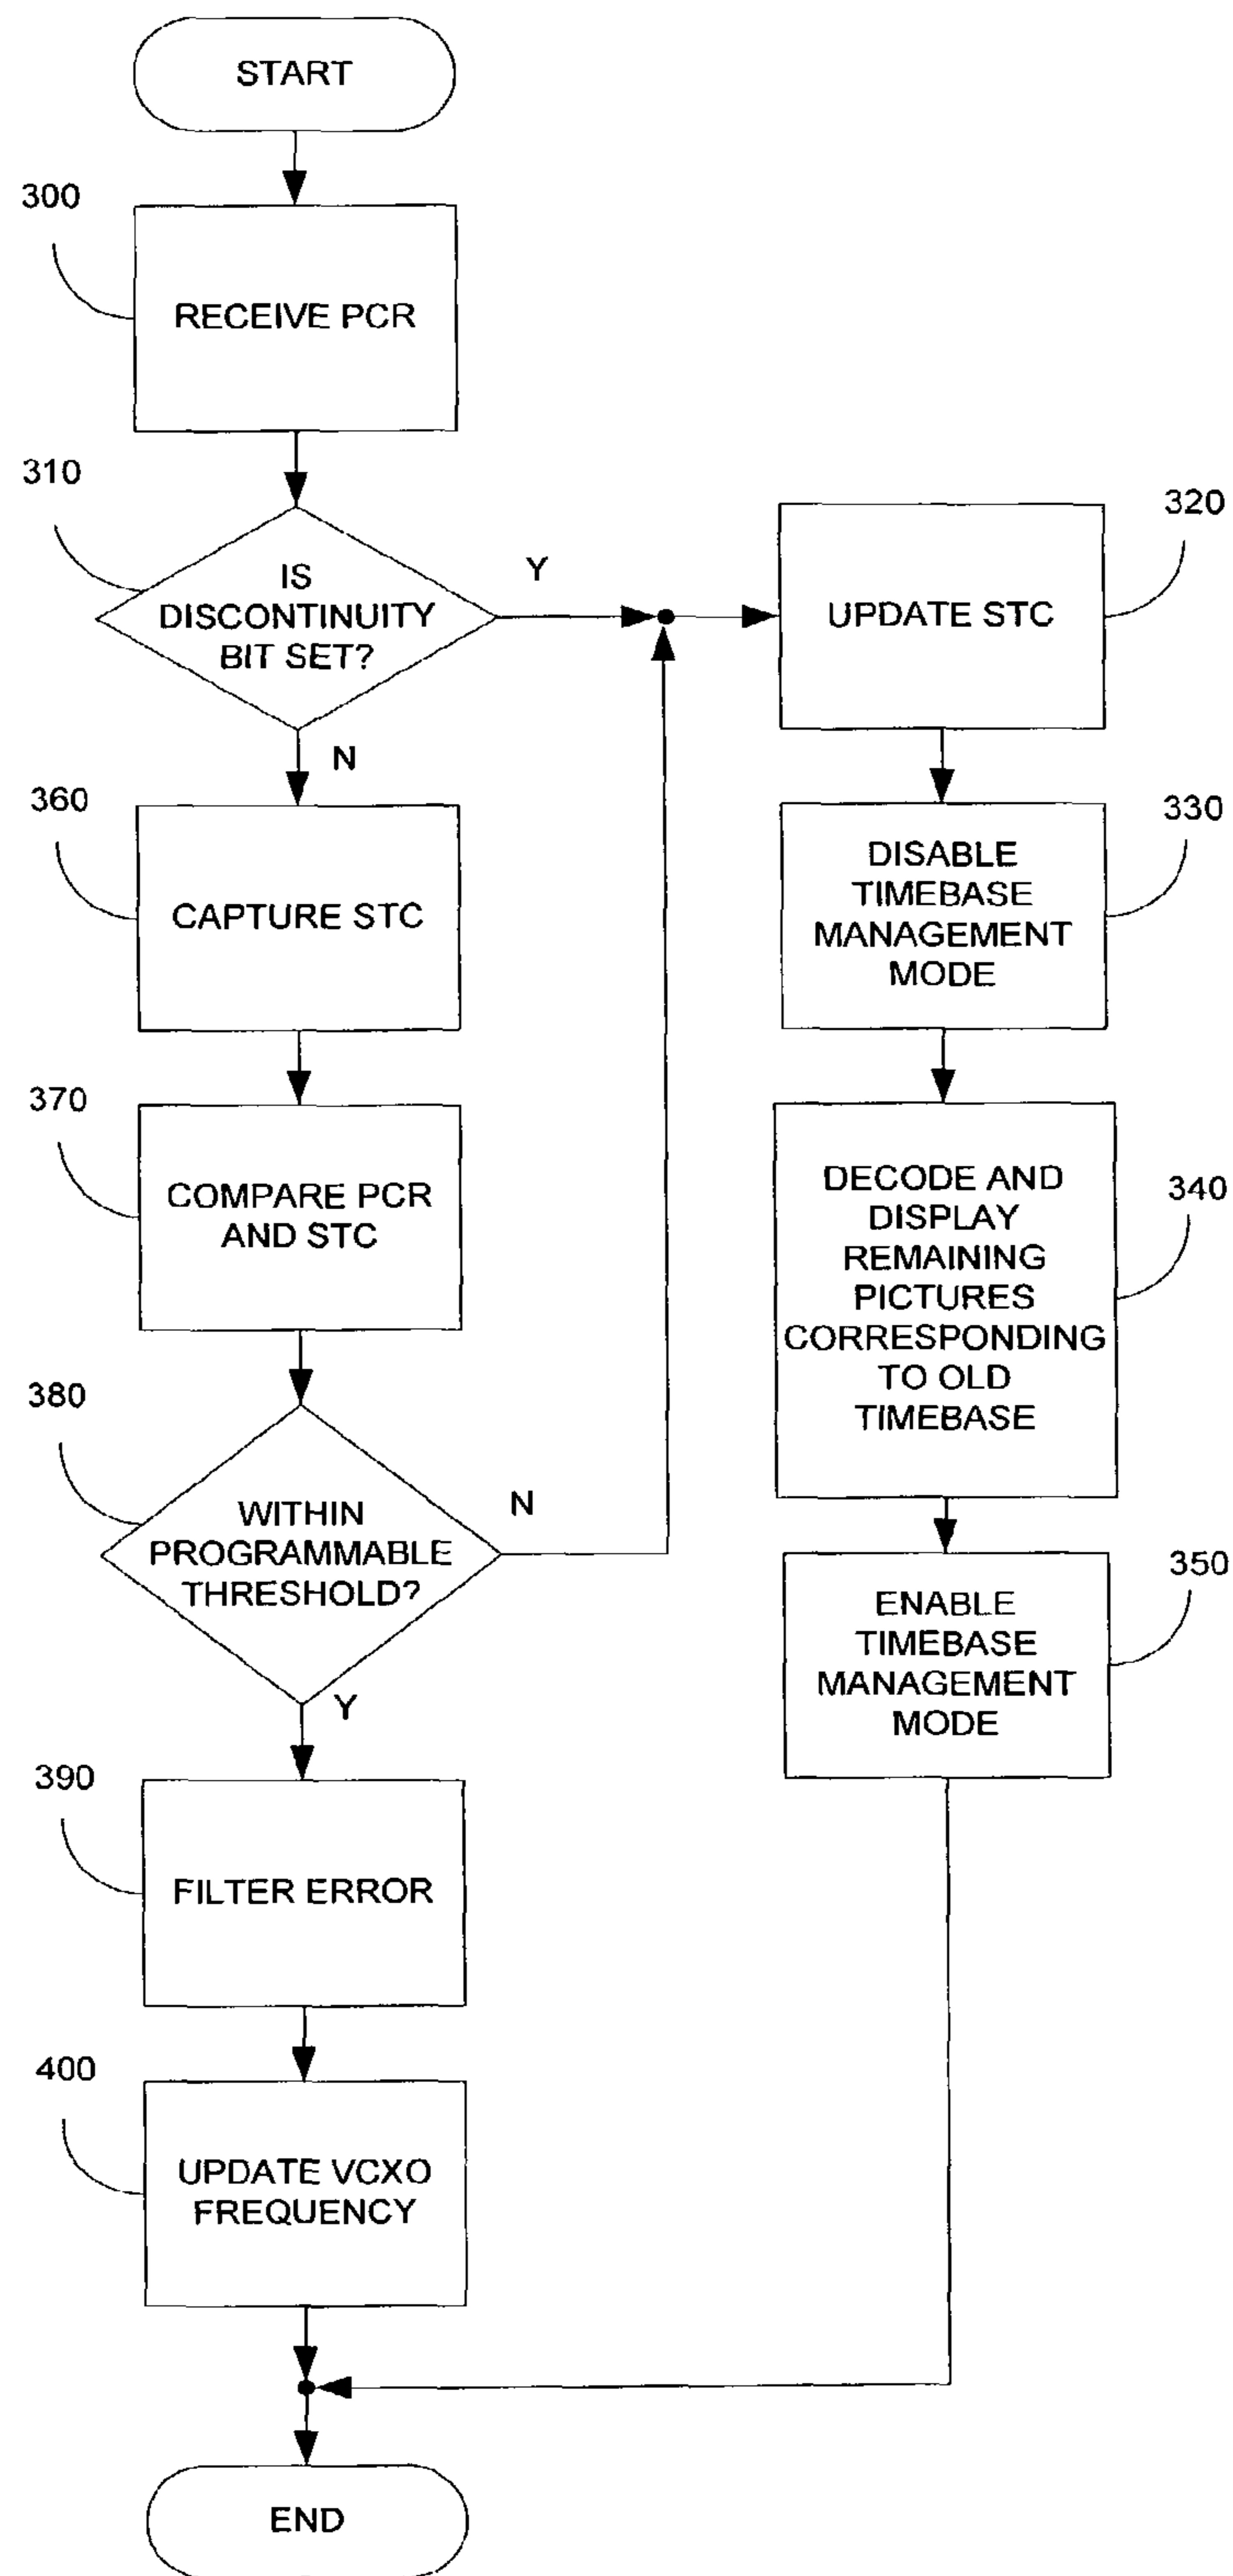 START
300
RECEIVE PCR
310
IS
DISCONTINUITY
BIT SET?
Y
N
320
UPDATE STC
330
DISABLE
TIMEBASE
MANAGEMENT
MODE
340
DECODE AND
DISPLAY
REMAINING
PICTURES
CORRESPONDING
TO OLD
TIMEBASE
350
ENABLE
TIMEBASE
MANAGEMENT
MODE
360
CAPTURE STC
370
COMPARE PCR
AND STC
380
WITHIN
PROGRAMMABLE
THRESHOLD?
N
Y
390
FILTER ERROR
400
UPDATE VCXO
FREQUENCY
END